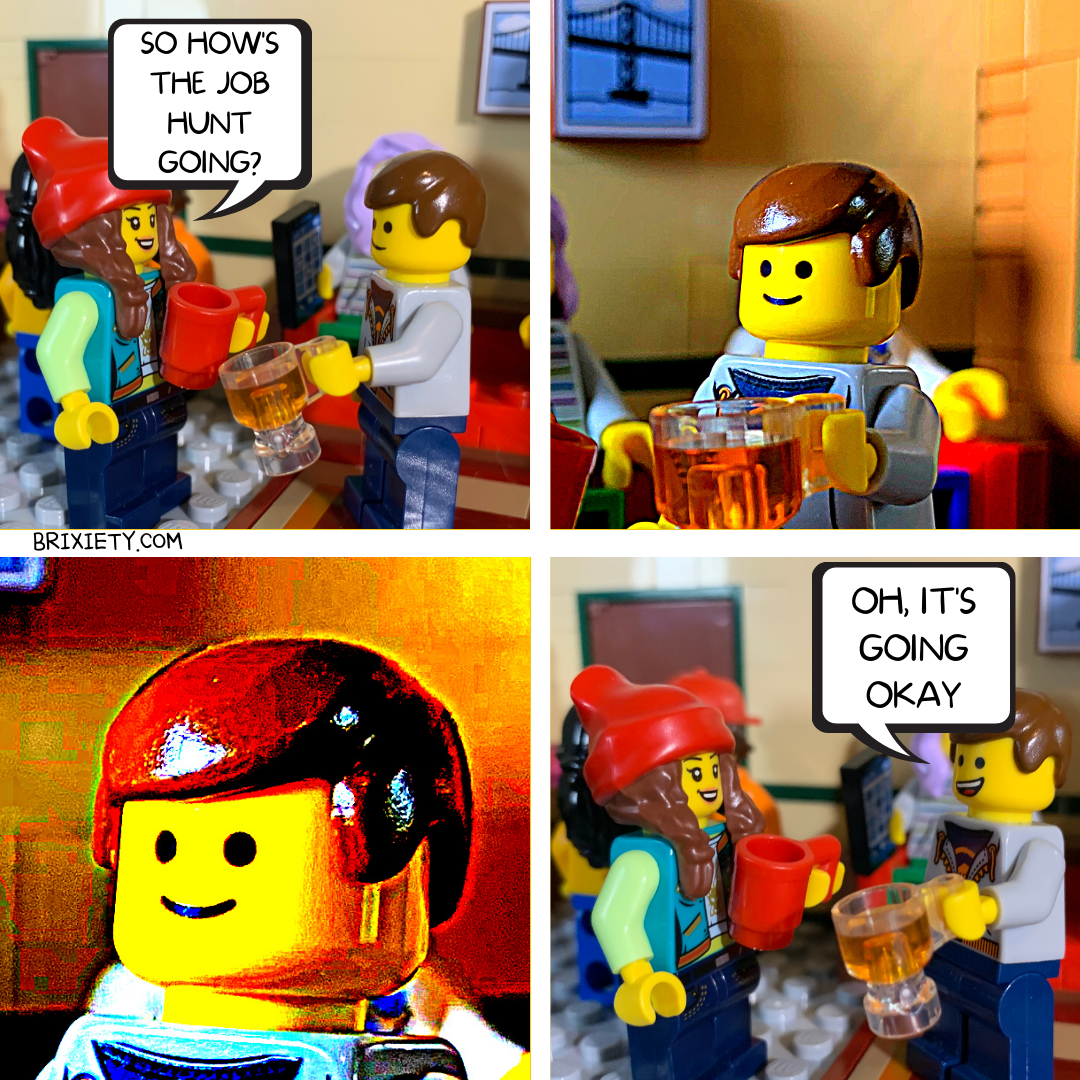 SO HOW'S
THE JOB
HUNT
GOING?
BRIXIETY.COM
OH, IT'S
GOING
OKAY